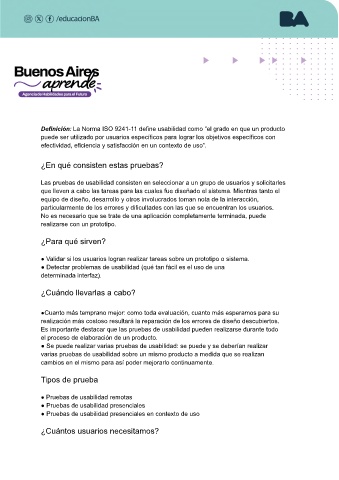 /educacionBA
BA
Buenos Aires
aprende
Agencia de Habilidades para el Futuro
Definición: La Norma ISO 9241-11 define usabilidad como "el grado en que un producto
puede ser utilizado por usuarios específicos para lograr los objetivos específicos con
efectividad, eficiencia y satisfacción en un contexto de uso".
¿En qué consisten estas pruebas?
Las pruebas de usabilidad consisten en seleccionar a un grupo de usuarios y solicitarles
que lleven a cabo las tareas para las cuales fue diseñado el sistema. Mientras tanto el
equipo de diseño, desarrollo y otros involucrados toman nota de la interacción,
particularmente de los errores y dificultades con las que se encuentran los usuarios.
No es necesario que se trate de una aplicación completamente terminada, puede
realizarse con un prototipo.
¿Para qué sirven?
● Validar si los usuarios logran realizar tareas sobre un prototipo o sistema.
● Detectar problemas de usabilidad (qué tan fácil es el uso de una
determinada interfaz).
¿Cuándo llevarlas a cabo?
●Cuanto más temprano mejor: como toda evaluación, cuanto más esperamos para su
realización más costoso resultará la reparación de los errores de diseño descubiertos.
Es importante destacar que las pruebas de usabilidad pueden realizarse durante todo
el proceso de elaboración de un producto.
● Se puede realizar varias pruebas de usabilidad: se puede y se deberían realizar
varias pruebas de usabilidad sobre un mismo producto a medida que se realizan
cambios en el mismo para así poder mejorarlo continuamente.
Tipos de prueba
● Pruebas de usabilidad remotas
● Pruebas de usabilidad presenciales
● Pruebas de usabilidad presenciales en contexto de uso
¿Cuántos usuarios necesitamos?